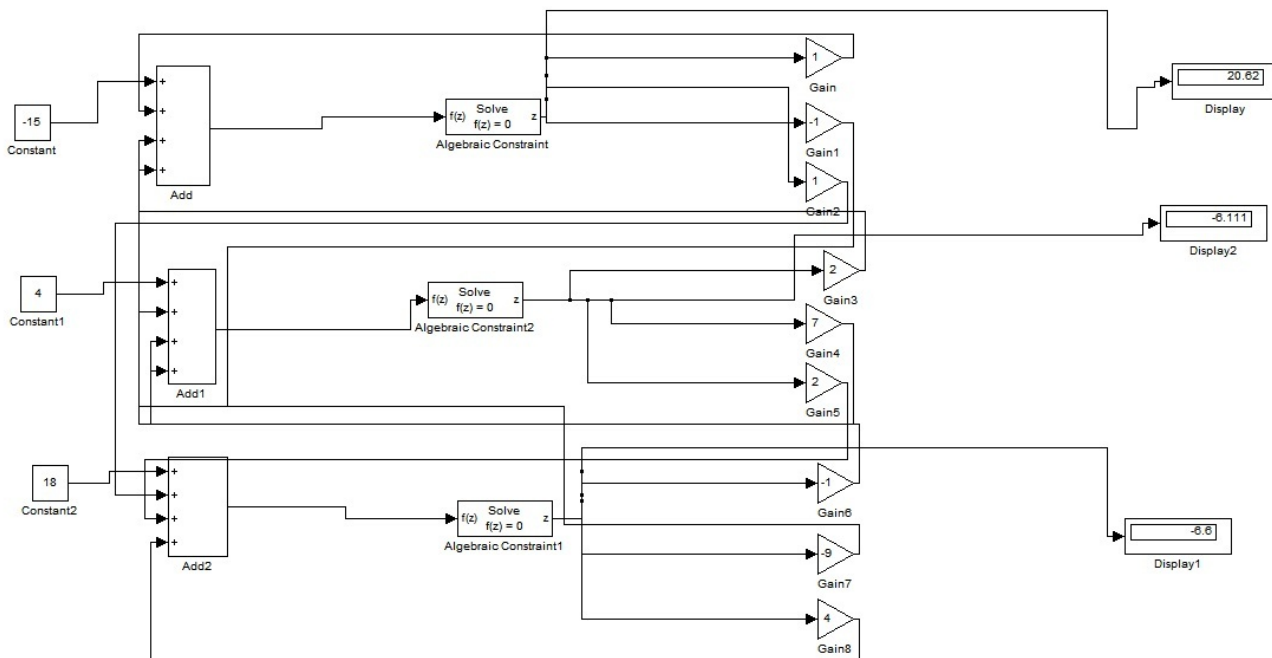 1
Gain
20.62
Display
-15
Constant
+
+
+
+
Add
f(z)
Solve
f(z) = 0
z
Algebraic Constraint
-1
Gain1
1
Gain2
-6.111
Display2
4
Constant1
+
+
+
+
Add1
f(z)
Solve
f(z) = 0
z
Algebraic Constraint2
2
Gain3
7
Gain4
2
Gain5
18
Constant2
+
+
+
+
Add2
f(z)
Solve
f(z) = 0
z
Algebraic Constraint1
-1
Gain6
-9
Gain7
4
Gain8
-6.6
Display1